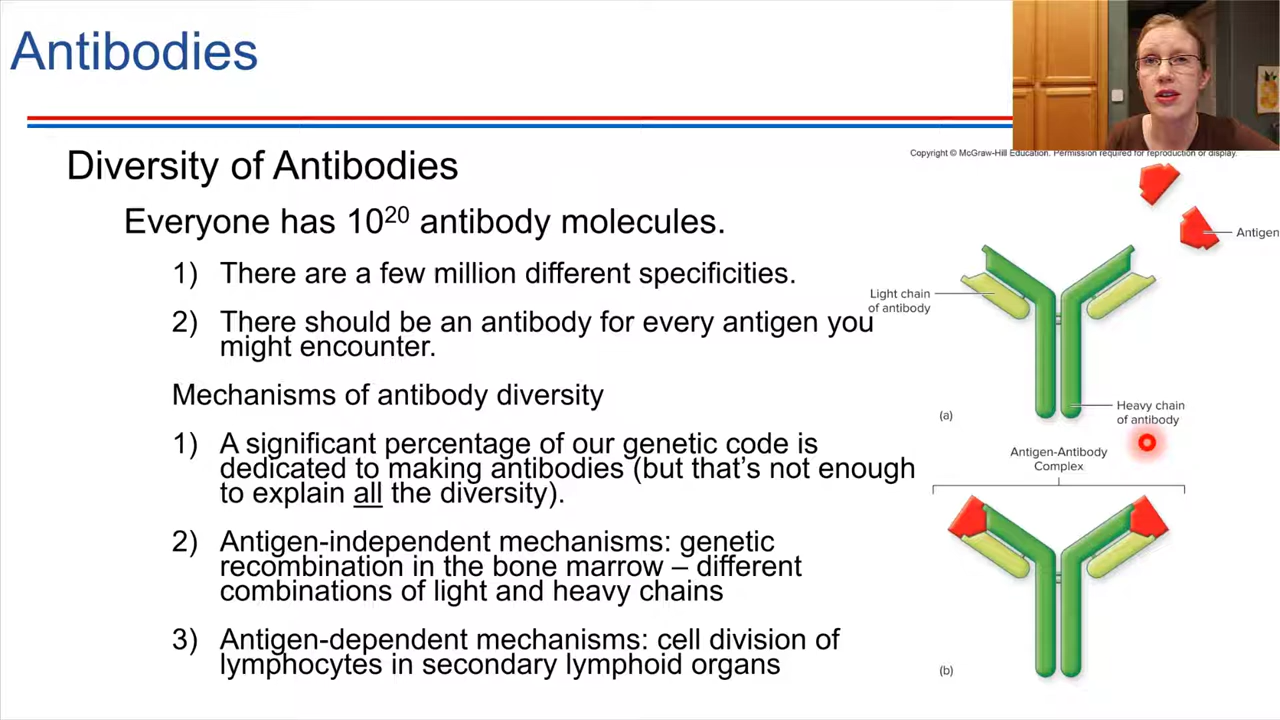 Antibodies
Copyright © McGraw-Hill Education. Permission required for reproduction or display.
Diversity of Antibodies
Everyone has 10²⁰ antibody molecules.
1) There are a few million different specificities.
2) There should be an antibody for every antigen you
might encounter.
Mechanisms of antibody diversity
1) A significant percentage of our genetic code is
dedicated to making antibodies (but that's not enough
to explain all the diversity).
2) Antigen-independent mechanisms: genetic
recombination in the bone marrow – different
combinations of light and heavy chains
3) Antigen-dependent mechanisms: cell division of
lymphocytes in secondary lymphoid organs
Antigen
Light chain
of antibody
Heavy chain
of antibody
(a)
Antigen-Antibody
Complex
(b)